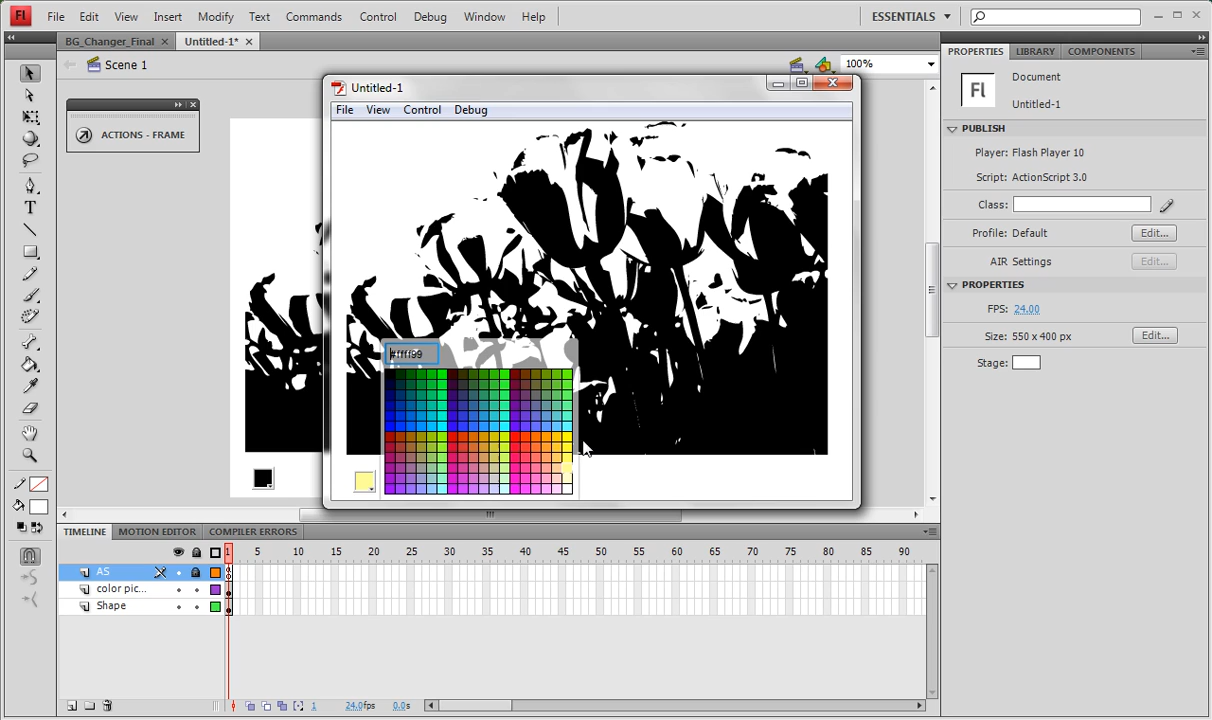 Fl File Edit View Insert Modify Text Commands Control Debug Window Help ESSENTIALS
BG_Changer_Final Untitled-1*
Scene 1 100%
ACTIONS - FRAME
Untitled-1
File View Control Debug
#ffff99
PROPERTIES LIBRARY COMPONENTS
Fl
Document
Untitled-1
PUBLISH
Player: Flash Player 10
Script: ActionScript 3.0
Class:
Profile: Default Edit...
AIR Settings Edit...
PROPERTIES
FPS: 24.00
Size: 550 x 400 px Edit...
Stage:
TIMELINE MOTION EDITOR COMPILER ERRORS
1 5 10 15 20 25 30 35 40 45 50 55 60 65 70 75 80 85 90
AS
color pic...
Shape
1 24.0fps 0.0s